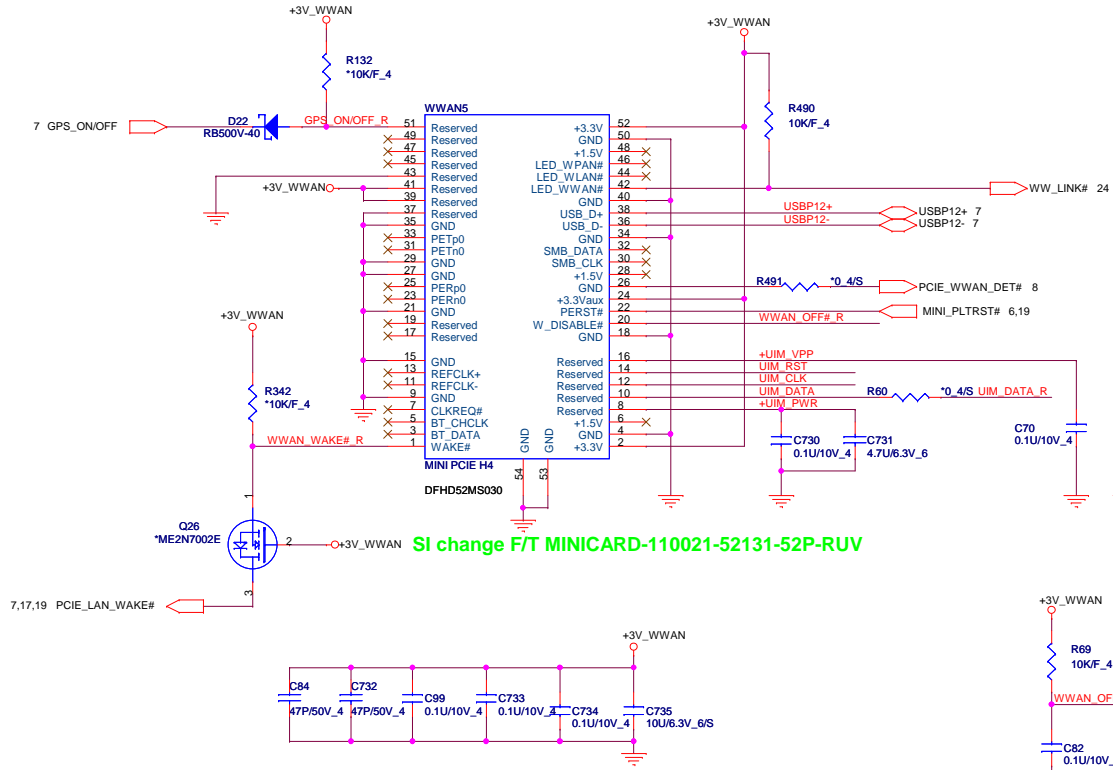 +3V_WWAN
R132
*10K/F_4
7 GPS_ON/OFF
D22
RB500V-40
GPS_ON/OFF_R
+3V_WWAN
R490
10K/F_4
WWAN5
51 Reserved
49 Reserved
47 Reserved
45 Reserved
43 Reserved
41 Reserved
39 Reserved
37 Reserved
35 GND
33 PETp0
31 PETn0
29 GND
27 GND
25 PERp0
23 PERn0
21 GND
19 Reserved
17 Reserved
15 GND
13 REFCLK+
11 REFCLK-
9 GND
7 CLKREQ#
5 BT_CHCLK
3 BT_DATA
1 WAKE#
+3.3V 52
GND 50
+1.5V 48
LED_WPAN# 46
LED_WLAN# 44
LED_WWAN# 42
GND 40
USB_D+ 38
USB_D- 36
GND 34
SMB_DATA 32
SMB_CLK 30
+1.5V 28
GND 26
+3.3Vaux 24
PERST# 22
W_DISABLE# 20
GND 18
Reserved 16
Reserved 14
Reserved 12
Reserved 10
Reserved 8
+1.5V 6
GND 4
+3.3V 2
GND 54
GND 53
MINI PCIE H4
DFHD52MS030
+3V_WWAN
WW_LINK# 24
USBP12+ USBP12+ 7
USBP12- USBP12- 7
R491 *0_4/S PCIE_WWAN_DET# 8
MINI_PLTRST# 6,19
WWAN_OFF#_R
+UIM_VPP
UIM_RST
UIM_CLK
UIM_DATA R60 *0_4/S UIM_DATA_R
+UIM_PWR
C730
0.1U/10V_4
C731
4.7U/6.3V_6
C70
0.1U/10V_4
+3V_WWAN
R342
*10K/F_4
WWAN_WAKE#_R
1
Q26
*ME2N7002E
2
+3V_WWAN
3
7,17,19 PCIE_LAN_WAKE#
SI change F/T MINICARD-110021-52131-52P-RUV
+3V_WWAN
C84
47P/50V_4
C732
47P/50V_4
C99
0.1U/10V_4
C733
0.1U/10V_4
C734
0.1U/10V_4
C735
10U/6.3V_6/S
+3V_WWAN
R69
10K/F_4
WWAN_OF
C82
0.1U/10V_